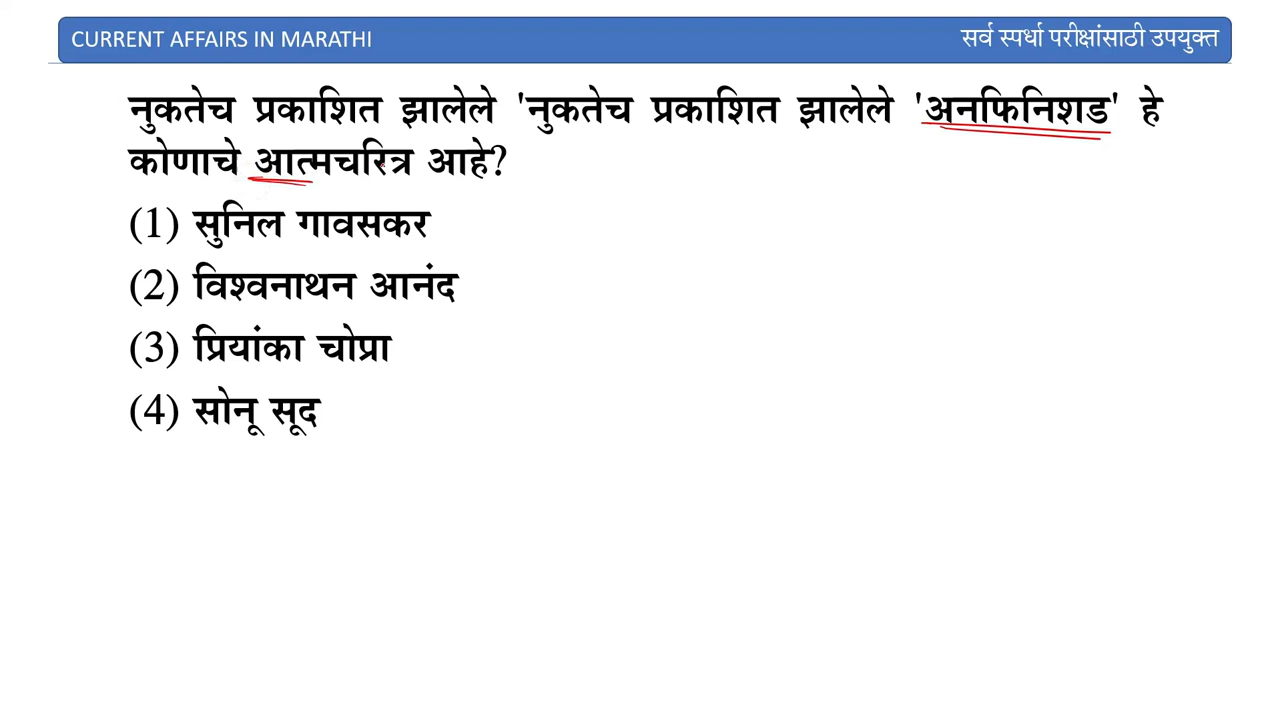 CURRENT AFFAIRS IN MARATHI
सर्व स्पर्धा परीक्षांसाठी उपयुक्त
नुकतेच प्रकाशित झालेले 'नुकतेच प्रकाशित झालेले 'अनफिनिशड' हे
कोणाचे आत्मचरित्र आहे?
(1) सुनिल गावसकर
(2) विश्वनाथन आनंद
(3) प्रियांका चोप्रा
(4) सोनू सूद